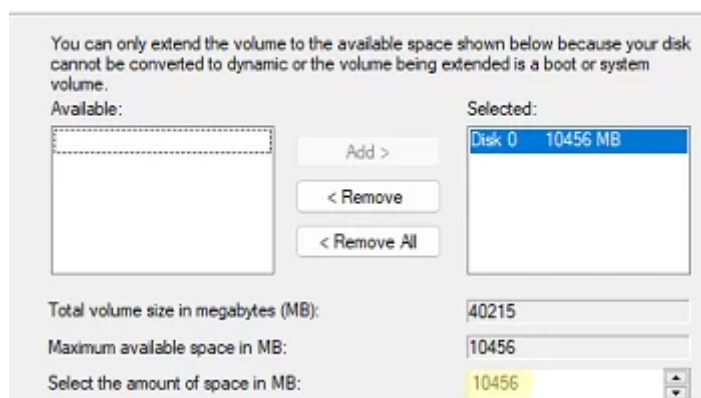 You can only extend the volume to the available space shown below because your disk
cannot be converted to dynamic or the volume being extended is a boot or system
volume.
Available: Selected:
Add > Disk 0 10456 MB
< Remove
< Remove All
Total volume size in megabytes (MB): 40215
Maximum available space in MB: 10456
Select the amount of space in MB: 10456